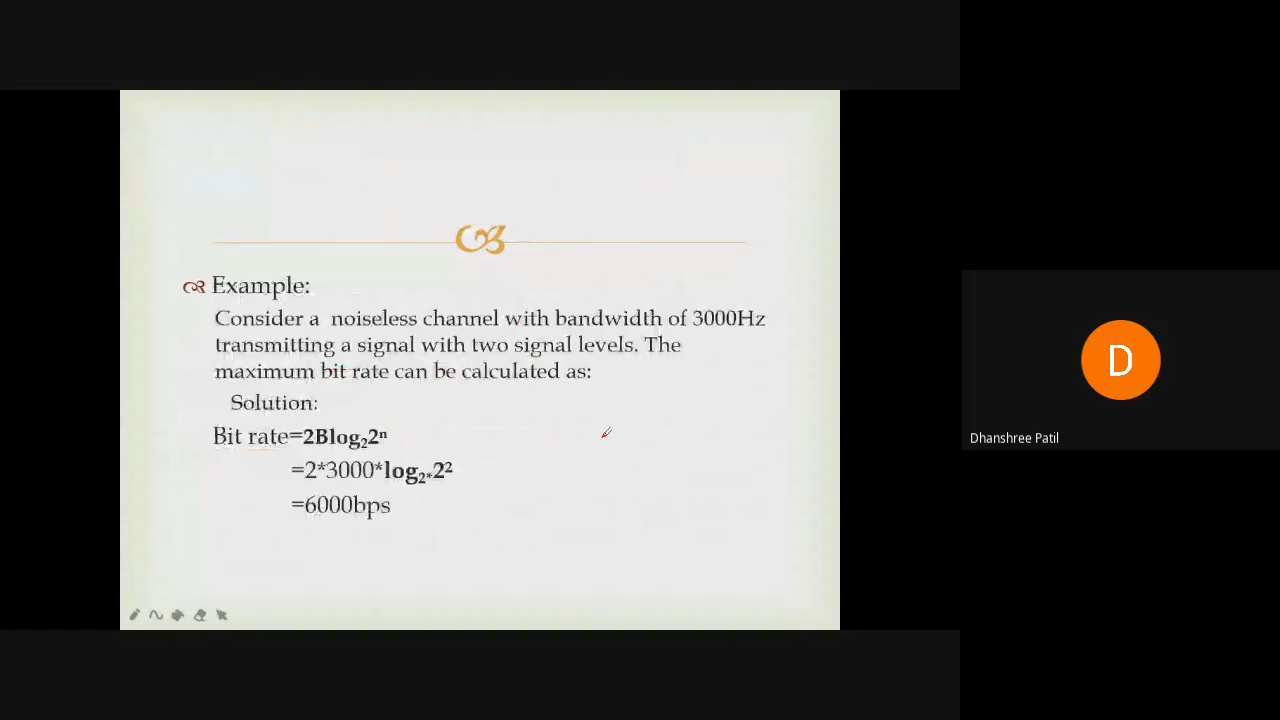 Example:
Consider a noiseless channel with bandwidth of 3000Hz
transmitting a signal with two signal levels. The
maximum bit rate can be calculated as:
Solution:
Bit rate=2Blog₂2ⁿ
=2*3000*log₂*2²
=6000bps
D
Dhanshree Patil